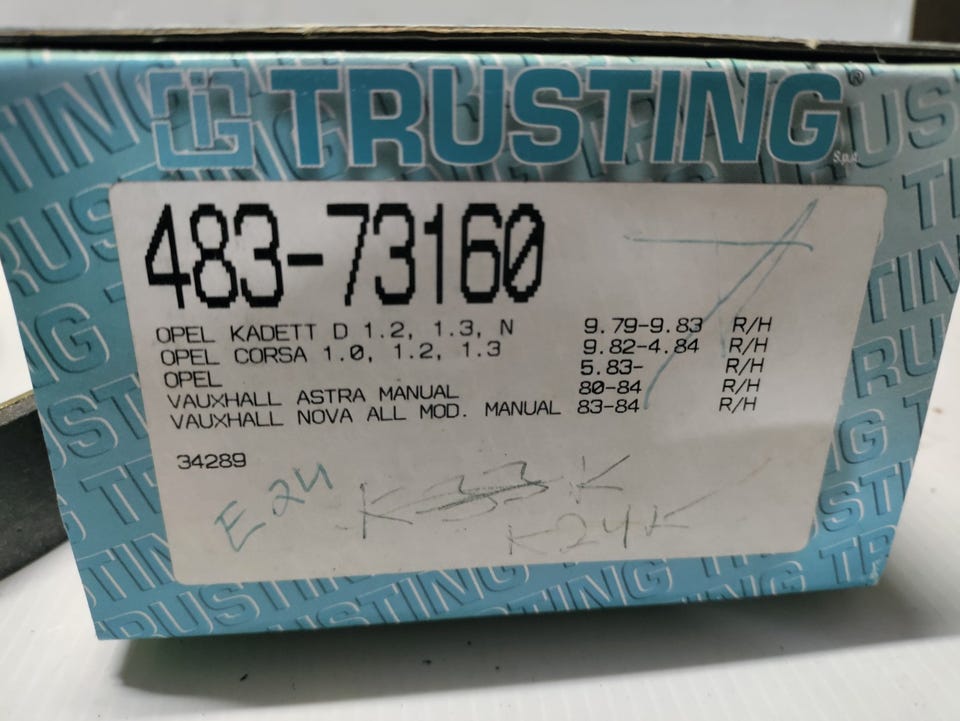 TRUSTING®
S.p.a.
483-73160
OPEL KADETT D 1.2, 1.3, N 9.79-9.83 R/H
OPEL CORSA 1.0, 1.2, 1.3 9.82-4.84 R/H
OPEL 5.83- R/H
VAUXHALL ASTRA MANUAL 80-84 R/H
VAUXHALL NOVA ALL MOD. MANUAL 83-84 R/H
34289
E24
K33K
K24K